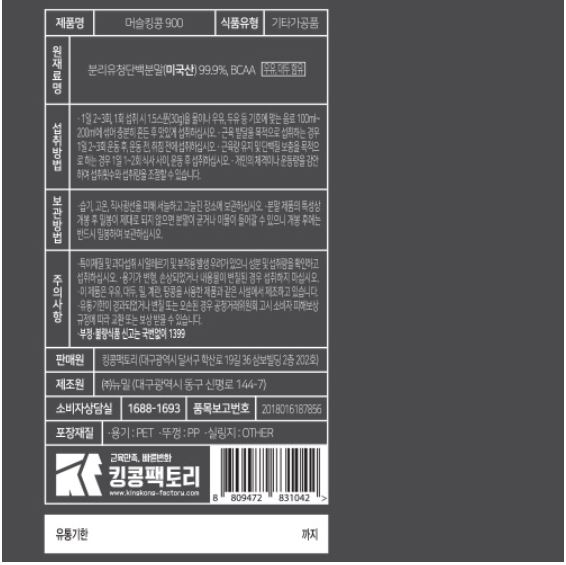 제품명 머슬킹콩 900 식품유형 기타가공품
원재료명
분리유청단백분말(미국산) 99.9%, BCAA 우유, 대두 함유
섭취방법
·1일 2~3회, 1회 섭취 시 1.5스푼(30g)을 물이나 우유, 두유 등 기호에 맞는 음료 100ml~
200ml에 섞어 충분히 흔든 후 맛있게 섭취하십시오. ·근육 발달을 목적으로 섭취하는 경우
1일 2~3회 운동 후, 운동 전, 취침 전에 섭취하십시오. ·근육량 유지 및 단백질 보충을 목적으
로 하는 경우 1일 1~2회 식사 사이, 운동 후 섭취하십시오. ·개인의 체격이나 운동량을 감안
하여 섭취횟수와 섭취량을 조절할 수 있습니다.
보관방법
·습기, 고온, 직사광선을 피해 서늘하고 그늘진 장소에 보관하십시오. ·분말 제품의 특성상
개봉 후 밀봉이 제대로 되지 않으면 분말이 굳거나 이물이 들어갈 수 있으니 개봉 후에는
반드시 밀봉하여 보관하십시오.
주의사항
·특이체질 및 과다섭취 시 알레르기 및 부작용 발생 우려가 있으니 성분 및 섭취량을 확인하고
섭취하십시오. ·용기가 변형, 손상되었거나 내용물이 변질된 경우 섭취하지 마십시오.
·이 제품은 우유, 대두, 밀, 계란, 땅콩을 사용한 제품과 같은 시설에서 제조하고 있습니다.
·유통기한이 경과되었거나 변질 또는 오손된 경우 공정거래위원회 고시 소비자 피해보상
규정에 따라 교환 또는 보상 받을 수 있습니다.
·부정·불량식품 신고는 국번없이 1399
판매원 킹콩팩토리 (대구광역시 달서구 학산로 19길 36 삼보빌딩 2층 202호)
제조원 ㈜뉴밀 (대구광역시 동구 신평로 144-7)
소비자상담실 1688-1693 품목보고번호 2018016187856
포장재질 ·용기 : PET ·뚜껑 : PP ·실링지 : OTHER
근육만족, 빠른변화
킹콩팩토리
www.kingkong-factory.com
8 809472 831042 >
유통기한 까지